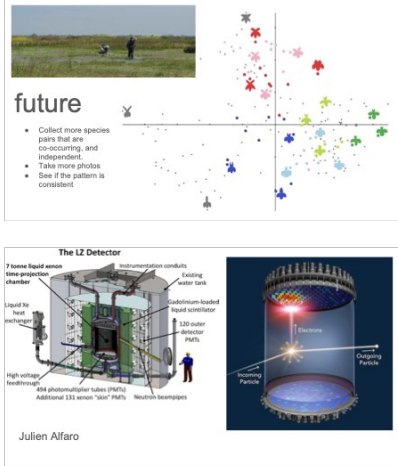 future
Collect more species
pairs that are
co-occurring, and
independent.
Take more photos
See if the pattern is
consistent
The LZ Detector
7 tonne liquid xenon
time-projection
chamber
Instrumentation conduits
Existing
water tank
Gadolinium-loaded
liquid scintillator
Liquid Xe
heat
exchanger
120 outer
detector
PMTs
High voltage
feedthrough
494 photomultiplier tubes (PMTs)
Additional 131 xenon "skin" PMTs
Neutron beampipes
Electrons
Outgoing
Particle
Incoming
Particle
Julien Alfaro